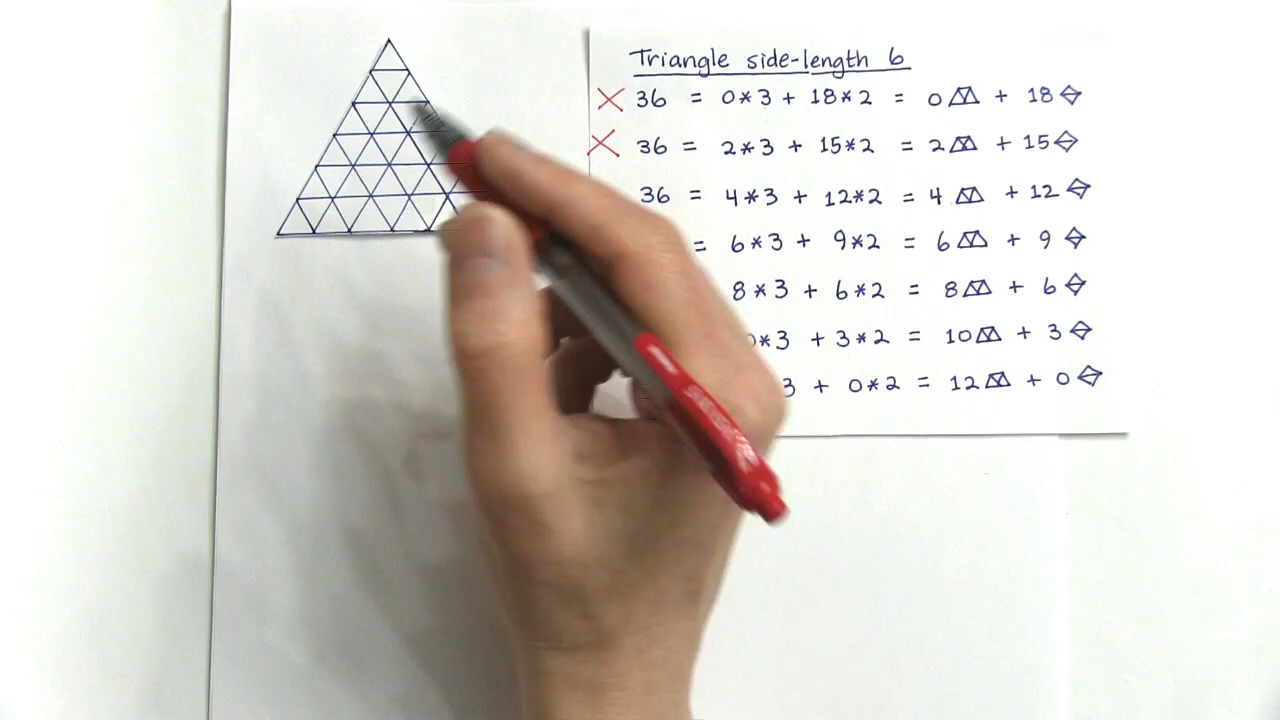 Triangle side-length 6
36 = 0*3 + 18*2 = 0 + 18
36 = 2*3 + 15*2 = 2 + 15
36 = 4*3 + 12*2 = 4 + 12
= 6*3 + 9*2 = 6 + 9
8*3 + 6*2 = 8 + 6
*3 + 3*2 = 10 + 3
3 + 0*2 = 12 + 0